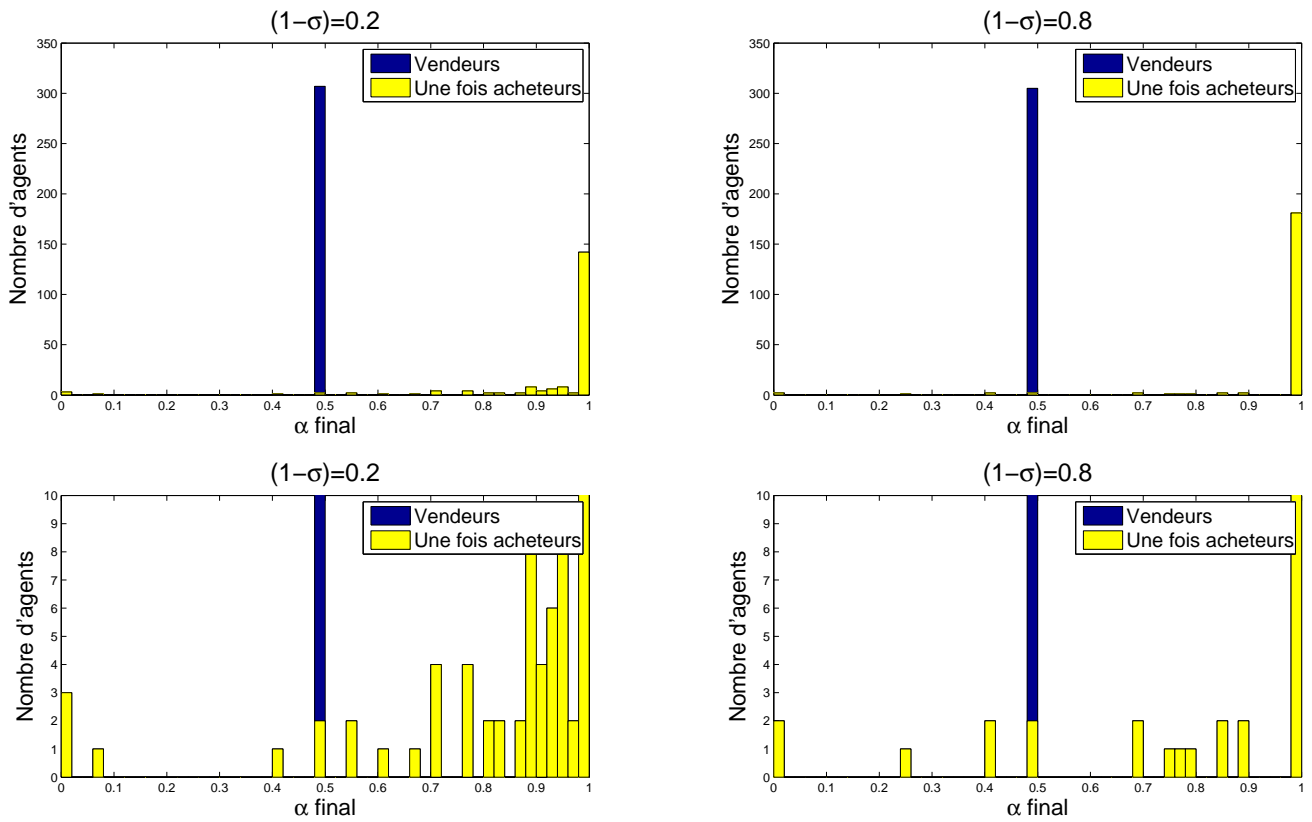 (1−σ)=0.2
350
300
250
200
150
100
50
0
Nombre d'agents
Vendeurs
Une fois acheteurs
0 0.1 0.2 0.3 0.4 0.5 0.6 0.7 0.8 0.9 1
α final
(1−σ)=0.8
350
300
250
200
150
100
50
0
Nombre d'agents
Vendeurs
Une fois acheteurs
0 0.1 0.2 0.3 0.4 0.5 0.6 0.7 0.8 0.9 1
α final
(1−σ)=0.2
10
9
8
7
6
5
4
3
2
1
0
Nombre d'agents
Vendeurs
Une fois acheteurs
0 0.1 0.2 0.3 0.4 0.5 0.6 0.7 0.8 0.9 1
α final
(1−σ)=0.8
10
9
8
7
6
5
4
3
2
1
0
Nombre d'agents
Vendeurs
Une fois acheteurs
0 0.1 0.2 0.3 0.4 0.5 0.6 0.7 0.8 0.9 1
α final